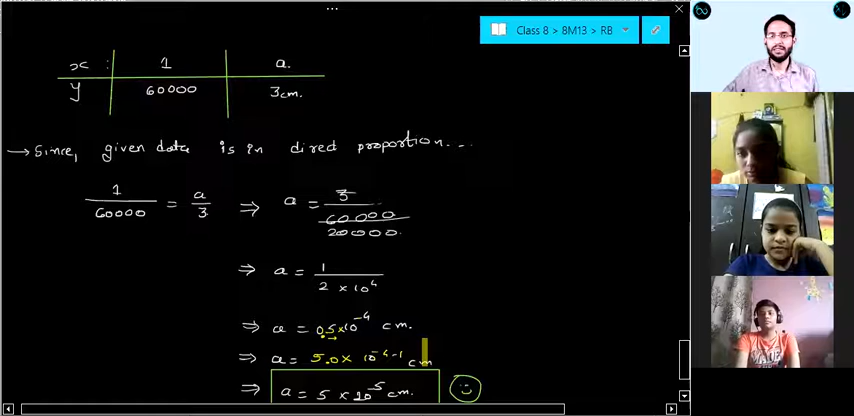 ...
Class 8 > 8M13 > RB
x : 1 a.
y 60000 3cm.
→ Since, given data is in direct proportion...
1/60000 = a/3 ⇒ a = 3/60000 20000.
⇒ a = 1/2 × 10⁴
⇒ a = 0.5 × 10⁻⁴ cm.
⇒ a = 5.0 × 10⁻⁴⁻¹ cm
⇒ a = 5 × 10⁻⁵ cm.